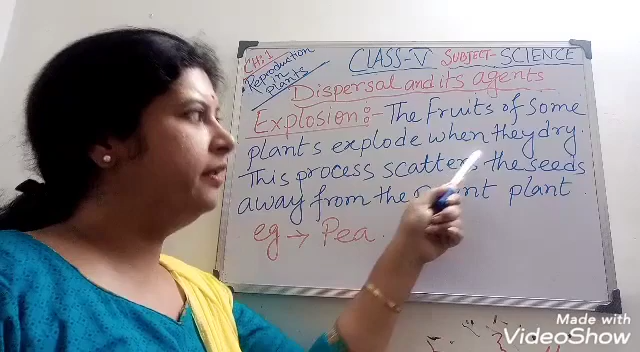 CH:1
Reproduction
in
plants
CLASS-V SUBJECT- SCIENCE
Dispersal and its agents
Explosion:- The fruits of some
plants explode when they dry.
This process scatters the seeds
away from the plant
eg → Pea.
Made with
VideoShow